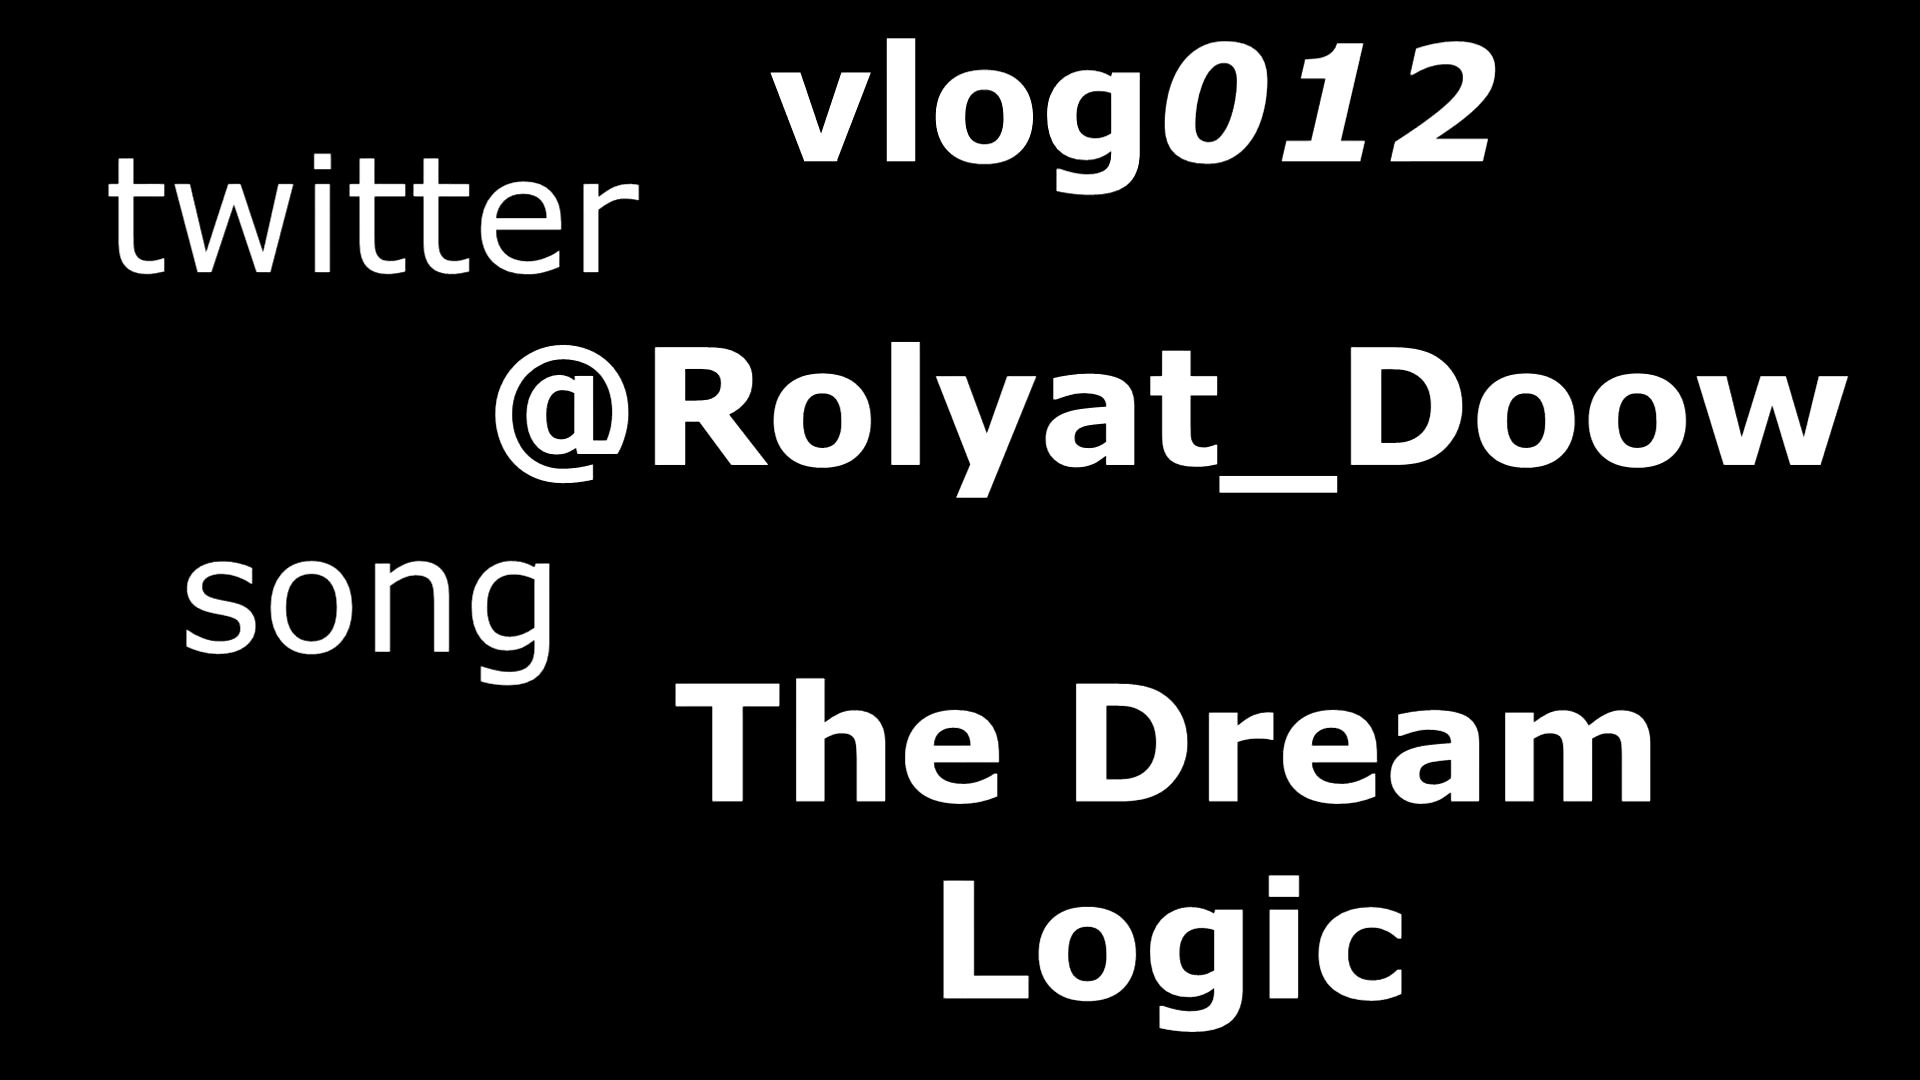 vlog012
twitter
@Rolyat_Doow
song
The Dream
Logic